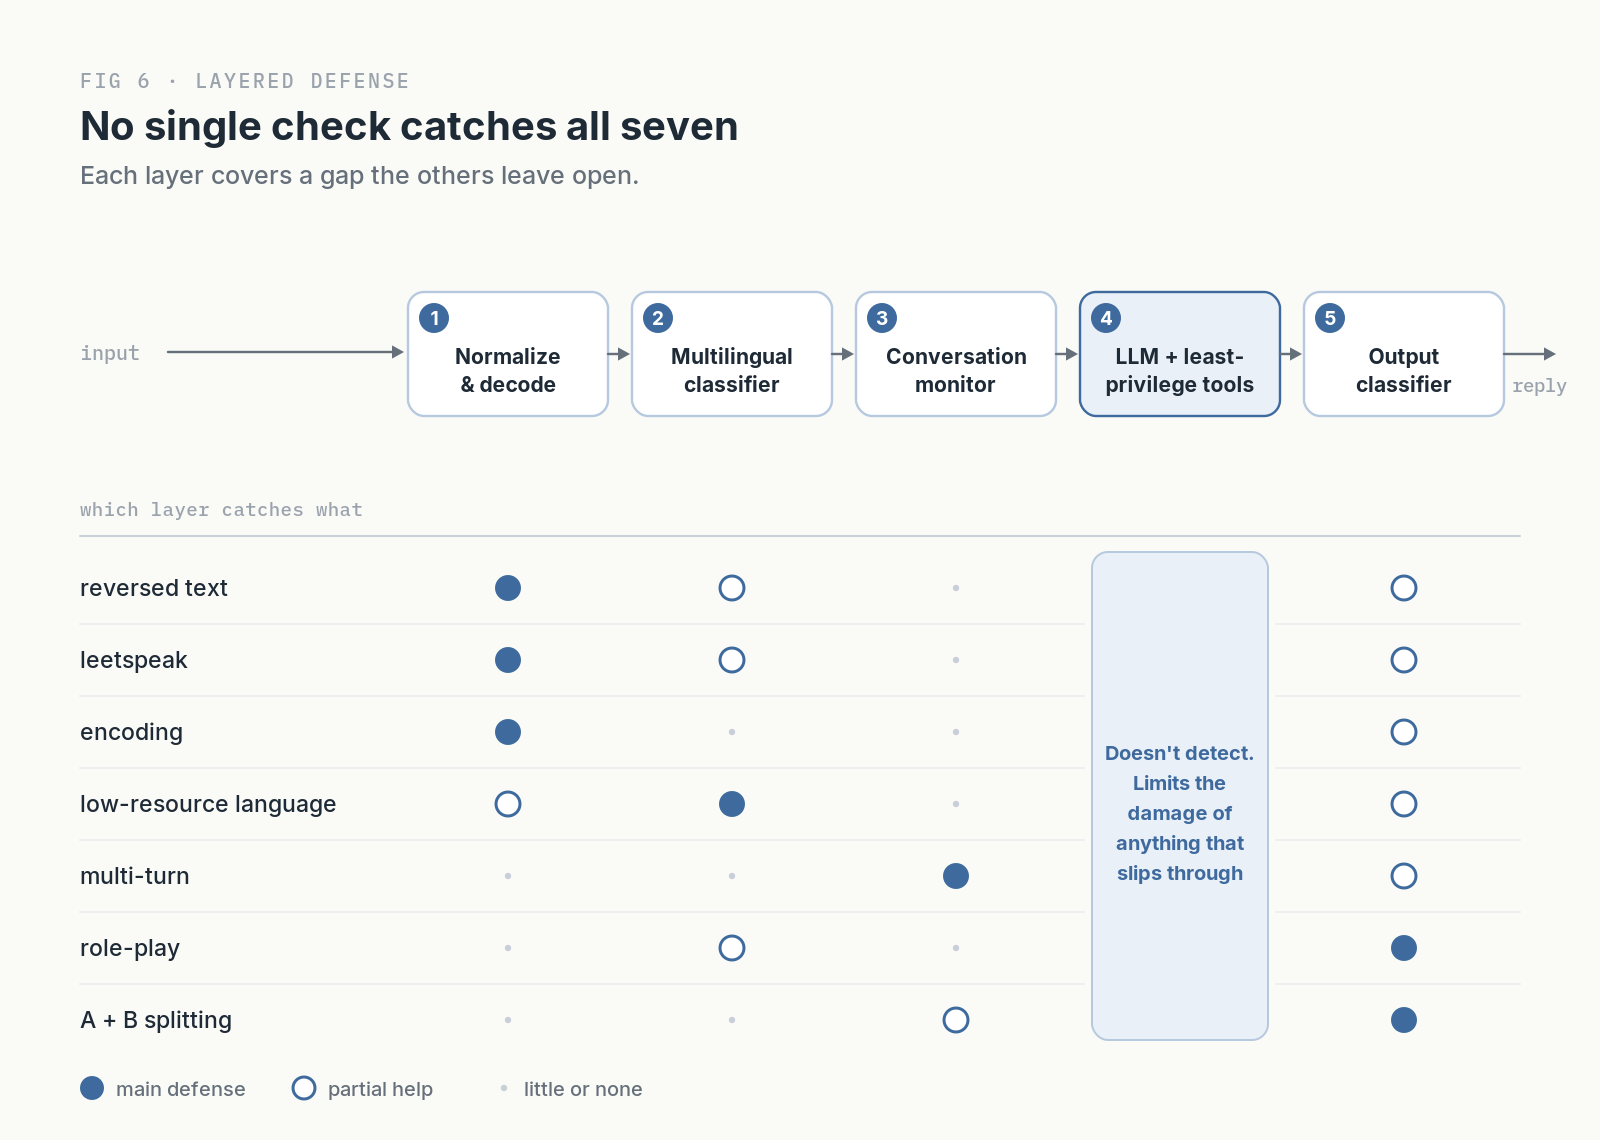 FIG 6 · LAYERED DEFENSE
No single check catches all seven
Each layer covers a gap the others leave open.
input
1
Normalize
& decode
2
Multilingual
classifier
3
Conversation
monitor
4
LLM + least-
privilege tools
5
Output
classifier
reply
which layer catches what
reversed text
leetspeak
encoding
low-resource language
multi-turn
role-play
A + B splitting
Doesn't detect.
Limits the
damage of
anything that
slips through
main defense
partial help
little or none